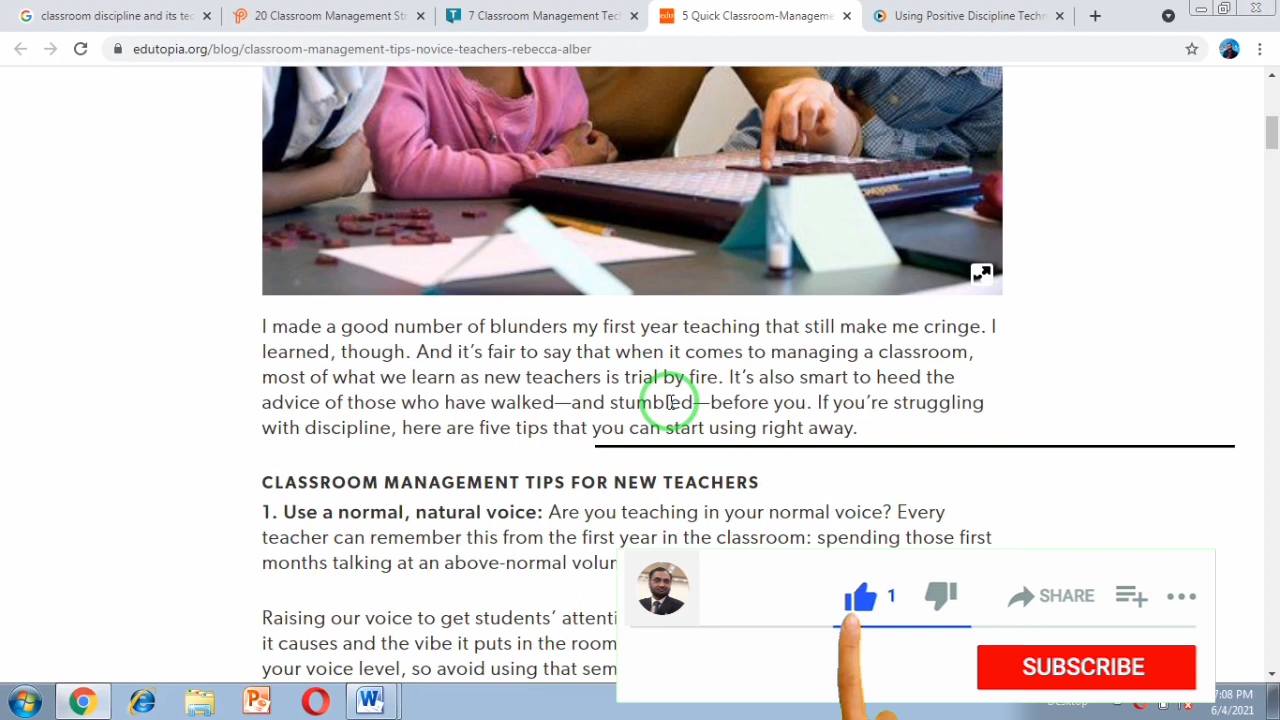 classroom discipline and its t
20 Classroom Management S
7 Classroom Management Tec
edu
5 Quick Classroom-Manageme
Using Positive Discipline Techn
edutopia.org/blog/classroom-management-tips-novice-teachers-rebecca-alber
I made a good number of blunders my first year teaching that still make me cringe. I
learned, though. And it's fair to say that when it comes to managing a classroom,
most of what we learn as new teachers is trial by fire. It's also smart to heed the
advice of those who have walked—and stumbled—before you. If you're struggling
with discipline, here are five tips that you can start using right away.
CLASSROOM MANAGEMENT TIPS FOR NEW TEACHERS
1. Use a normal, natural voice: Are you teaching in your normal voice? Every
teacher can remember this from the first year in the classroom: spending those first
months talking at an above-normal volum
Raising our voice to get students' attenti
it causes and the vibe it puts in the room
your voice level, so avoid using that sem
1
SHARE
SUBSCRIBE
Desktop
7:08 PM
6/4/2021